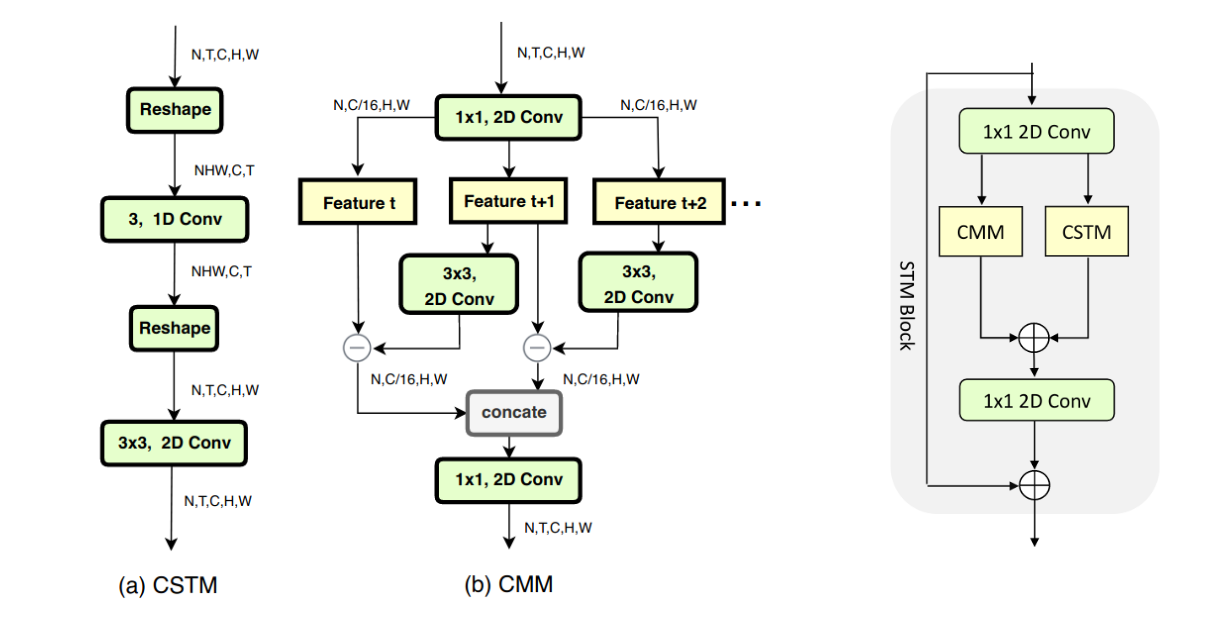 N,T,C,H,W
Reshape
NHW,C,T
3, 1D Conv
NHW,C,T
Reshape
N,T,C,H,W
3x3, 2D Conv
N,T,C,H,W
(a) CSTM
N,T,C,H,W
N,C/16,H,W
1x1, 2D Conv
N,C/16,H,W
Feature t
Feature t+1
Feature t+2
...
3x3,
2D Conv
3x3,
2D Conv
N,C/16,H,W
N,C/16,H,W
concate
1x1, 2D Conv
N,T,C,H,W
(b) CMM
1x1 2D Conv
CMM
CSTM
STM Block
1x1 2D Conv